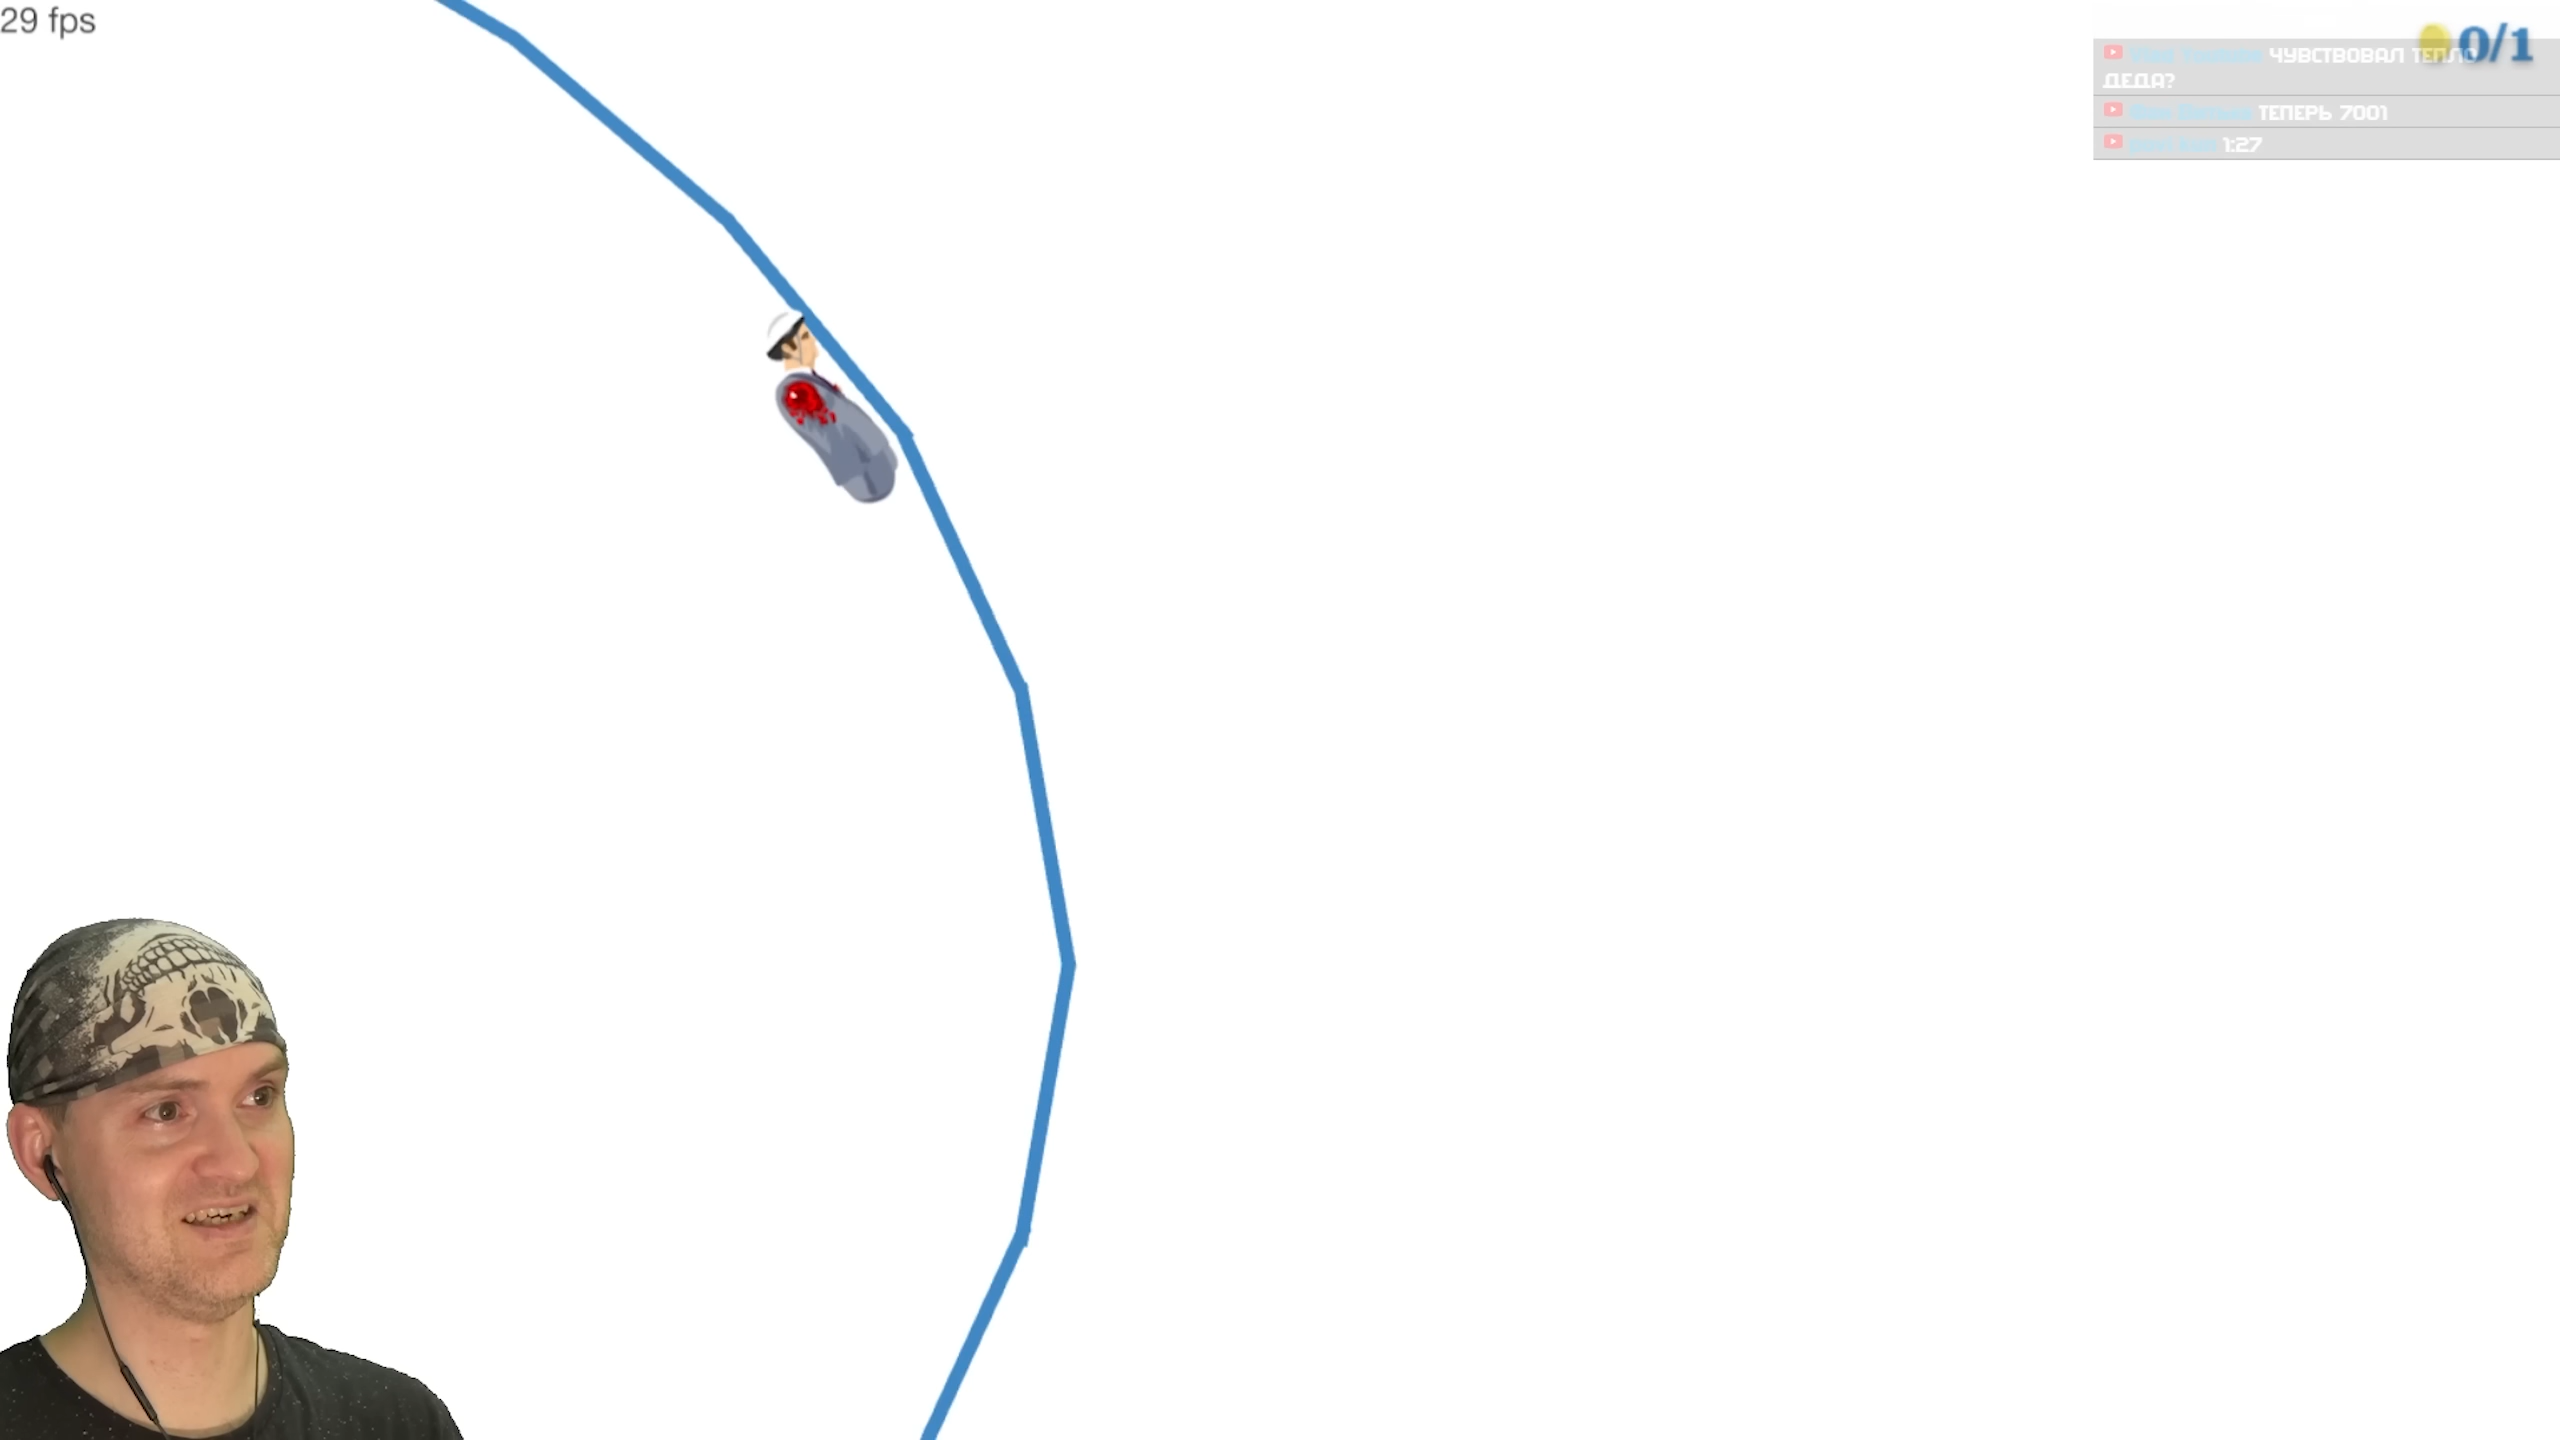 29 fps
0/1
ЧУВСТВОВАЛ ТЕПЛО
ДЕДА?
ТЕПЕРЬ 7001
1:27